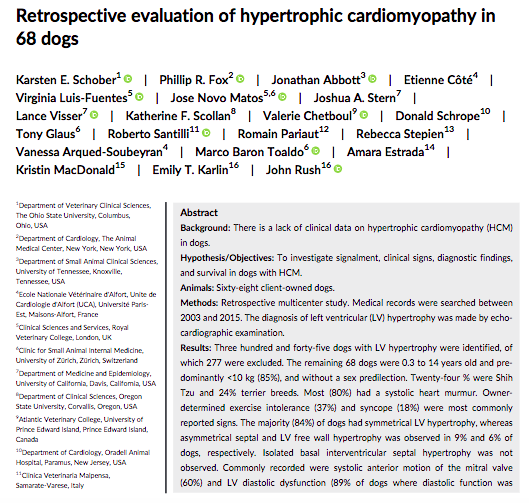 Retrospective evaluation of hypertrophic cardiomyopathy in
68 dogs
Karsten E. Schober1 | Phillip R. Fox2 | Jonathan Abbott3 | Etienne Côté4 |
Virginia Luis-Fuentes5 | Jose Novo Matos5,6 | Joshua A. Stern7 |
Lance Visser7 | Katherine F. Scollan8 | Valerie Chetboul9 | Donald Schrope10 |
Tony Glaus6 | Roberto Santilli11 | Romain Pariaut12 | Rebecca Stepien13 |
Vanessa Arqued-Soubeyran4 | Marco Baron Toaldo6 | Amara Estrada14 |
Kristin MacDonald15 | Emily T. Karlin16 | John Rush16
1Department of Veterinary Clinical Sciences,
The Ohio State University, Columbus,
Ohio, USA
2Department of Cardiology, The Animal
Medical Center, New York, New York, USA
3Department of Small Animal Clinical Sciences,
University of Tennessee, Knoxville,
Tennessee, USA
4Ecole Nationale Vétérinaire d'Alfort, Unite de
Cardiologie d'Alfort (UCA), Université Paris-
Est, Maisons-Alfort, France
5Clinical Sciences and Services, Royal
Veterinary College, London, UK
6Clinic for Small Animal Internal Medicine,
University of Zürich, Zürich, Switzerland
7Department of Medicine and Epidemiology,
University of California, Davis, California, USA
8Department of Clinical Sciences, Oregon
State University, Corvallis, Oregon, USA
9Atlantic Veterinary College, University of
Prince Edward Island, Prince Edward Island,
Canada
10Department of Cardiology, Oradell Animal
Hospital, Paramus, New Jersey, USA
11Clinica Veterinaria Malpensa,
Samarate-Varese, Italy
Abstract
Background: There is a lack of clinical data on hypertrophic cardiomyopathy (HCM)
in dogs.
Hypothesis/Objectives: To investigate signalment, clinical signs, diagnostic findings,
and survival in dogs with HCM.
Animals: Sixty-eight client-owned dogs.
Methods: Retrospective multicenter study. Medical records were searched between
2003 and 2015. The diagnosis of left ventricular (LV) hypertrophy was made by echo-
cardiographic examination.
Results: Three hundred and forty-five dogs with LV hypertrophy were identified, of
which 277 were excluded. The remaining 68 dogs were 0.3 to 14 years old and pre-
dominantly <10 kg (85%), and without a sex predilection. Twenty-four % were Shih
Tzu and 24% terrier breeds. Most (80%) had a systolic heart murmur. Owner-
determined exercise intolerance (37%) and syncope (18%) were most commonly
reported signs. The majority (84%) of dogs had symmetrical LV hypertrophy, whereas
asymmetrical septal and LV free wall hypertrophy was observed in 9% and 6% of
dogs, respectively. Isolated basal interventricular septal hypertrophy was not
observed. Commonly recorded were systolic anterior motion of the mitral valve
(60%) and LV diastolic dysfunction (89% of dogs where diastolic function was